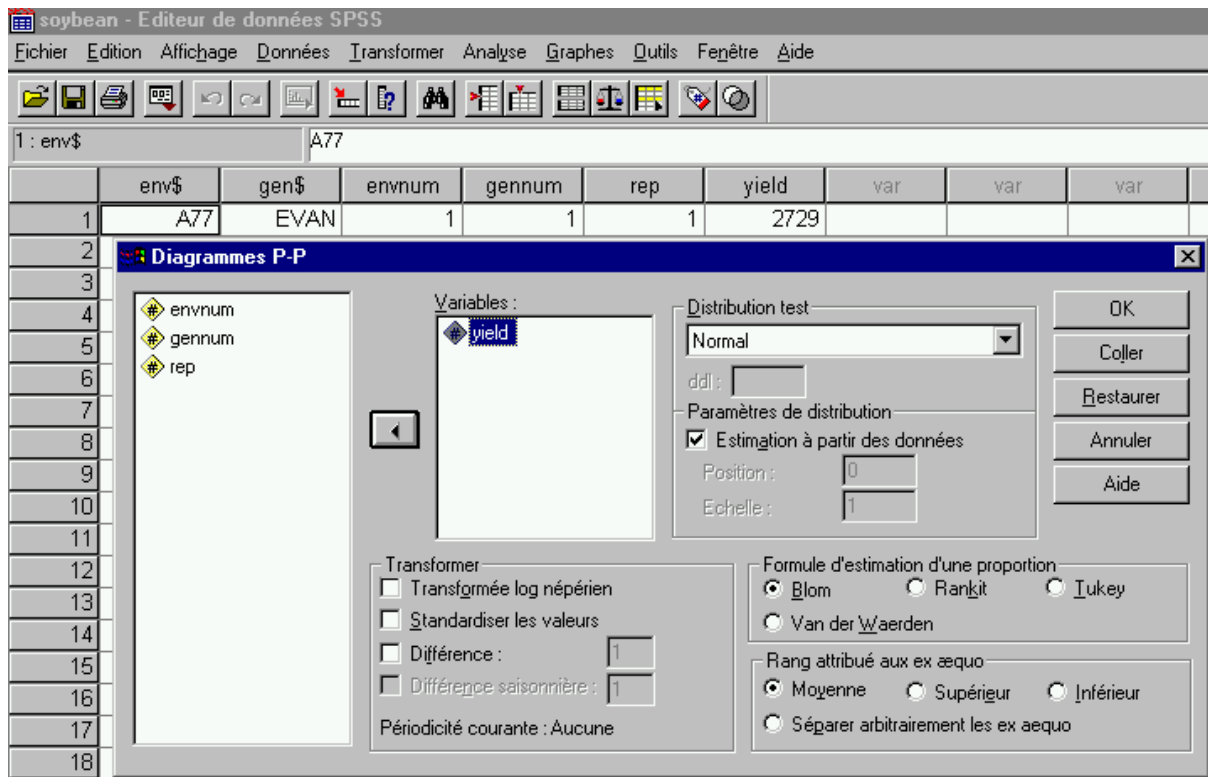 soybean - Editeur de données SPSS
Fichier Edition Affichage Données Transformer Analyse Graphes Outils Fenêtre Aide
1 : env$ A77
env$ gen$ envnum gennum rep yield var var var
1 A77 EVAN 1 1 1 2729
2
3
4
5
6
7
8
9
10
11
12
13
14
15
16
17
18
Diagrammes P-P
envnum
gennum
rep
Variables :
yield
Distribution test
Normal
ddl :
Paramètres de distribution
Estimation à partir des données
Position : 0
Echelle : 1
OK
Coller
Restaurer
Annuler
Aide
Transformer
Transformée log népérien
Standardiser les valeurs
Différence : 1
Différence saisonnière : 1
Périodicité courante : Aucune
Formule d'estimation d'une proportion
Blom Rankit Tukey
Van der Waerden
Rang attribué aux ex æquo
Moyenne Supérieur Inférieur
Séparer arbitrairement les ex aequo